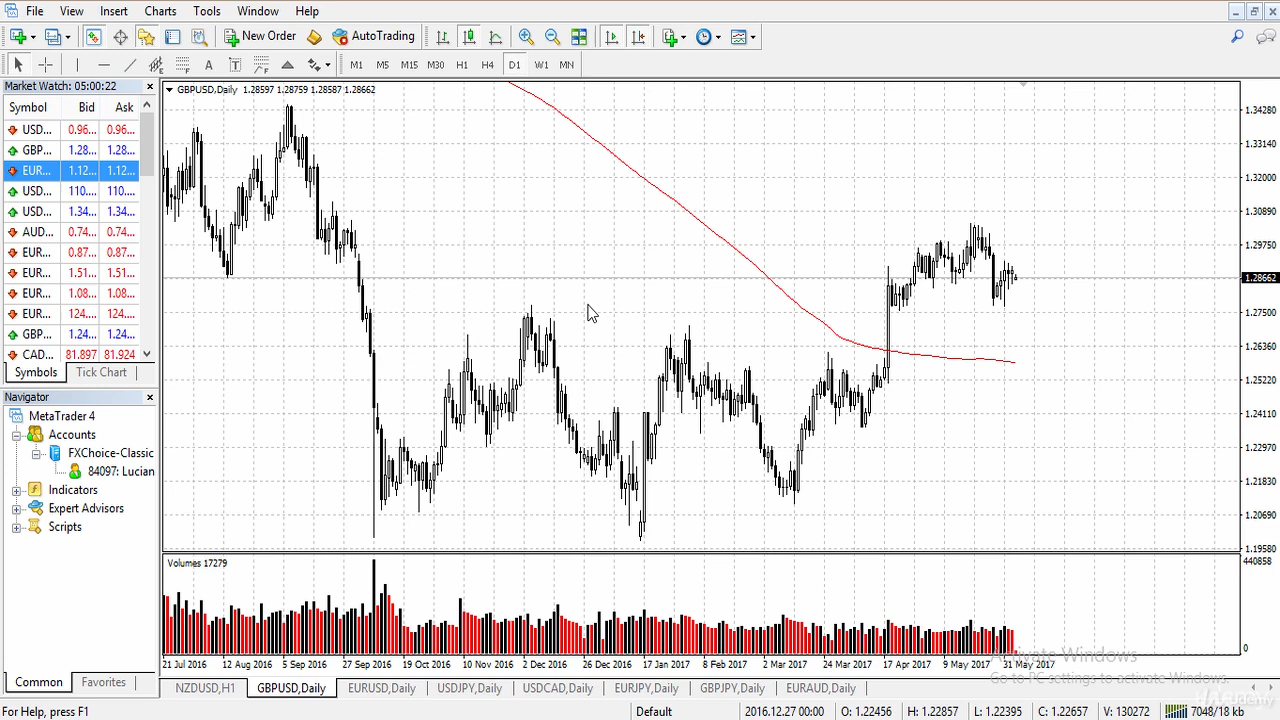 File View Insert Charts Tools Window Help
New Order AutoTrading
A T M1 M5 M15 M30 H1 H4 D1 W1 MN
Market Watch: 05:00:22
Symbol Bid Ask
USD... 0.96... 0.96...
GBP... 1.28... 1.28...
EUR... 1.12... 1.12...
USD... 110.... 110....
USD... 1.34... 1.34...
AUD... 0.74... 0.74...
EUR... 0.87... 0.87...
EUR... 1.51... 1.51...
EUR... 1.08... 1.08...
EUR... 124.... 124....
GBP... 1.24... 1.24...
CAD... 81.897 81.924
Symbols Tick Chart
Navigator
MetaTrader 4
Accounts
FXChoice-Classic
84097: Lucian
Indicators
Expert Advisors
Scripts
Common Favorites
GBPUSD,Daily 1.28597 1.28759 1.28587 1.28662
1.34280
1.33140
1.32000
1.30890
1.29750
1.28662
1.27500
1.26360
1.25220
1.24110
1.22970
1.21830
1.20690
1.19580
Volumes 17279
440858
0
21 Jul 2016 12 Aug 2016 5 Sep 2016 27 Sep 2016 19 Oct 2016 10 Nov 2016 2 Dec 2016 26 Dec 2016 17 Jan 2017 8 Feb 2017 2 Mar 2017 24 Mar 2017 17 Apr 2017 9 May 2017 31 May 2017
Activate Windows
Go to PC settings to activate Windows.
NZDUSD,H1 GBPUSD,Daily EURUSD,Daily USDJPY,Daily USDCAD,Daily EURJPY,Daily GBPJPY,Daily EURAUD,Daily
For Help, press F1 Default 2016.12.27 00:00 O: 1.22456 H: 1.22857 L: 1.22395 C: 1.22657 V: 130272 7048/18 kb
Udemy